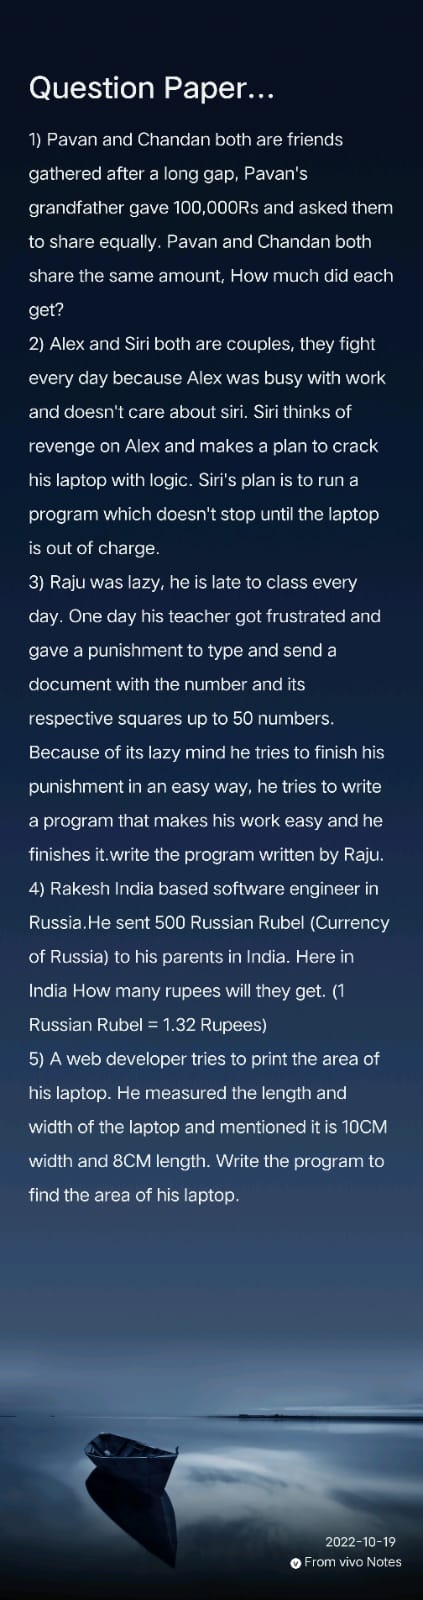 Question Paper...
1) Pavan and Chandan both are friends
gathered after a long gap, Pavan's
grandfather gave 100,000Rs and asked them
to share equally. Pavan and Chandan both
share the same amount, How much did each
get?
2) Alex and Siri both are couples, they fight
every day because Alex was busy with work
and doesn't care about siri. Siri thinks of
revenge on Alex and makes a plan to crack
his laptop with logic. Siri's plan is to run a
program which doesn't stop until the laptop
is out of charge.
3) Raju was lazy, he is late to class every
day. One day his teacher got frustrated and
gave a punishment to type and send a
document with the number and its
respective squares up to 50 numbers.
Because of its lazy mind he tries to finish his
punishment in an easy way, he tries to write
a program that makes his work easy and he
finishes it.write the program written by Raju.
4) Rakesh India based software engineer in
Russia.He sent 500 Russian Rubel (Currency
of Russia) to his parents in India. Here in
India How many rupees will they get. (1
Russian Rubel = 1.32 Rupees)
5) A web developer tries to print the area of
his laptop. He measured the length and
width of the laptop and mentioned it is 10CM
width and 8CM length. Write the program to
find the area of his laptop.
2022-10-19
From vivo Notes